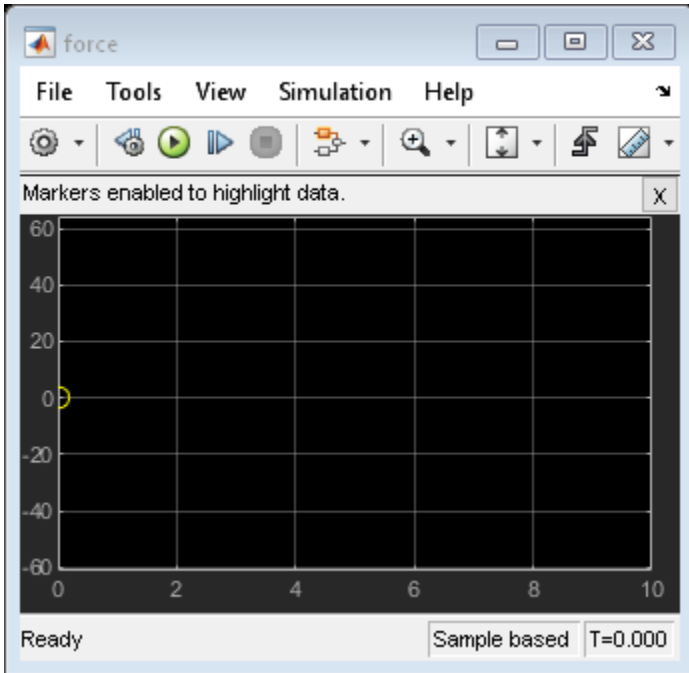 force
File Tools View Simulation Help
Markers enabled to highlight data. X
60
40
20
0
-20
-40
-60
0 2 4 6 8 10
Ready Sample based T=0.000